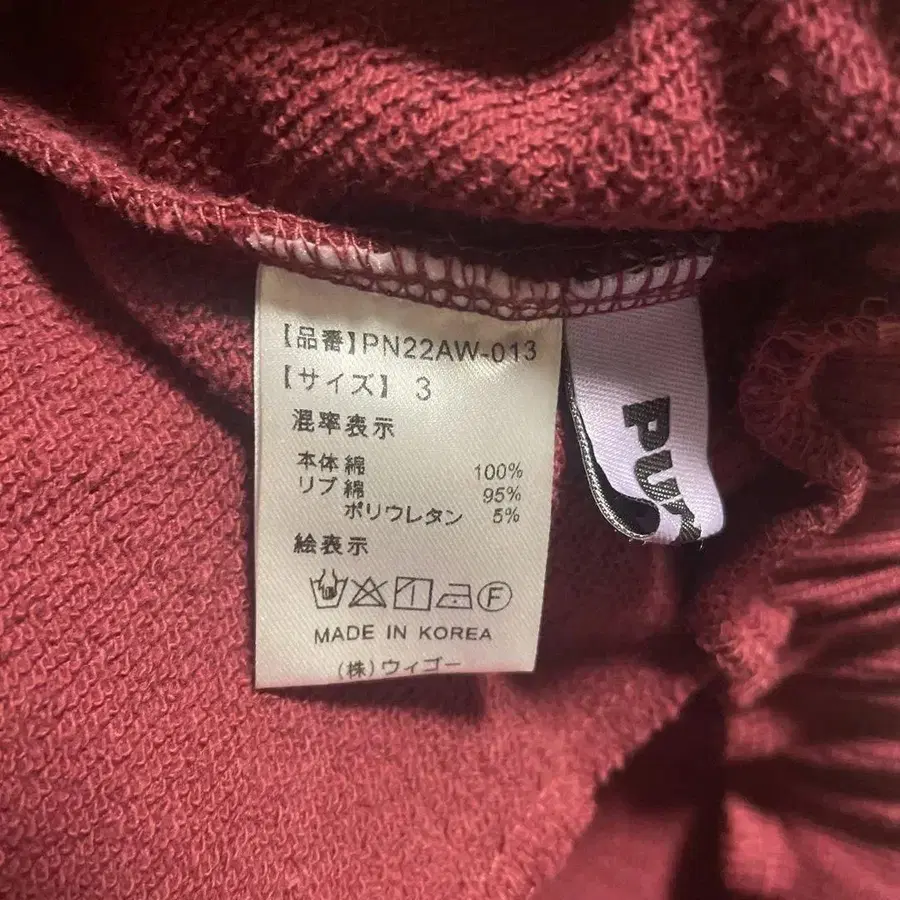 【品番】PN22AW-013
【サイズ】 3
混率表示
本体 綿 100%
リブ 綿 95%
ポリウレタン 5%
絵表示
F
MADE IN KOREA
(株)ウィゴー